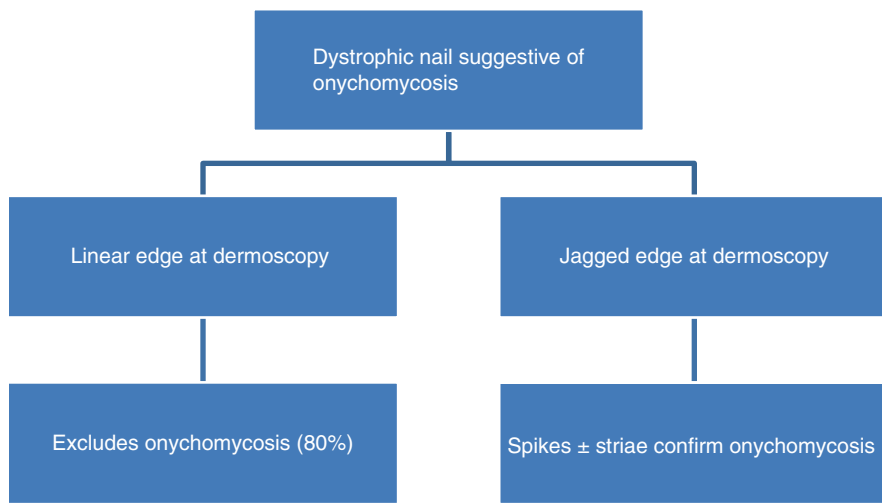 Dystrophic nail suggestive of
onychomycosis
Linear edge at dermoscopy
Jagged edge at dermoscopy
Excludes onychomycosis (80%)
Spikes ± striae confirm onychomycosis